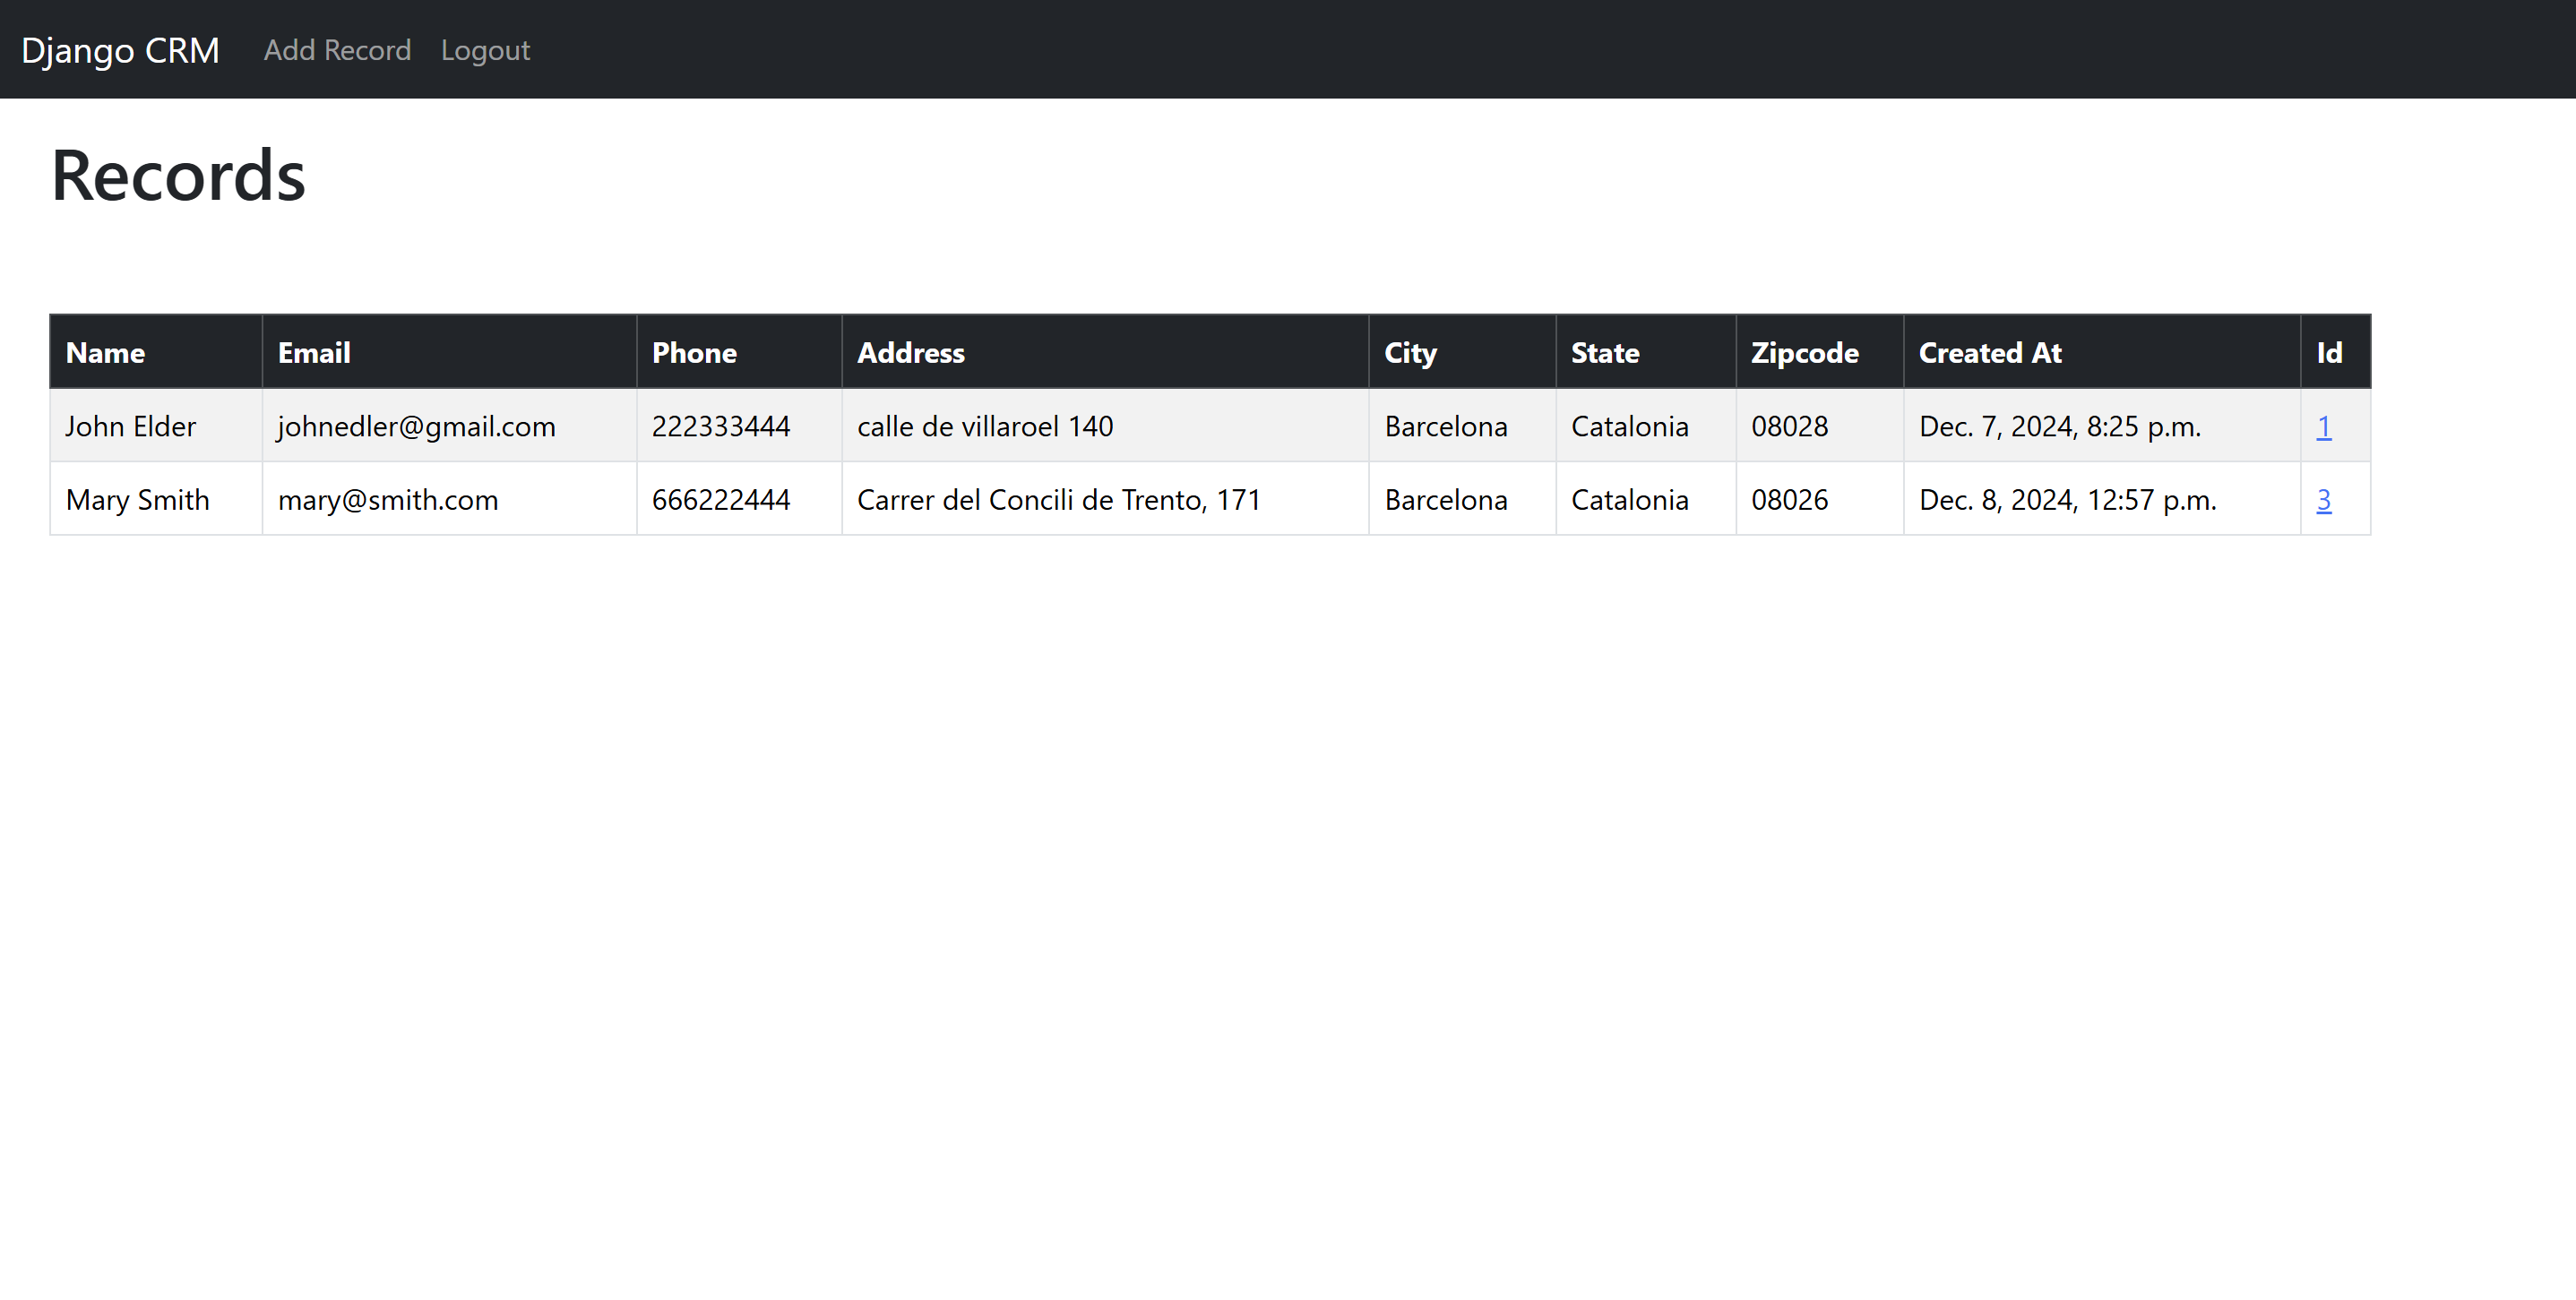 Django CRM Add Record Logout
Records
Name Email Phone Address City State Zipcode Created At Id
John Elder johnedler@gmail.com 222333444 calle de villaroel 140 Barcelona Catalonia 08028 Dec. 7, 2024, 8:25 p.m. 1
Mary Smith mary@smith.com 666222444 Carrer del Concili de Trento, 171 Barcelona Catalonia 08026 Dec. 8, 2024, 12:57 p.m. 3